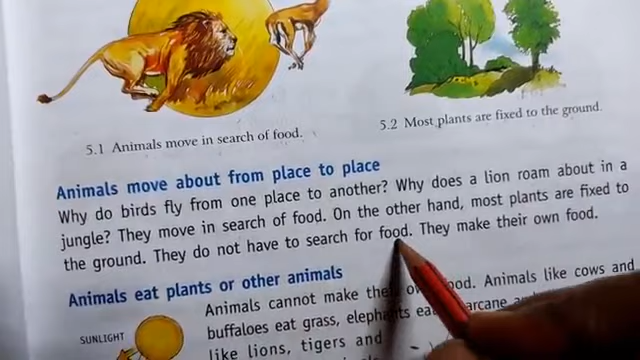 5.1 Animals move in search of food.
5.2 Most plants are fixed to the ground.
Animals move about from place to place
Why do birds fly from one place to another? Why does a lion roam about in a
jungle? They move in search of food. On the other hand, most plants are fixed to
the ground. They do not have to search for food. They make their own food.
Animals eat plants or other animals
Animals cannot make their own food. Animals like cows and
buffaloes eat grass, elephants eat
like lions, tigers and
SUNLIGHT